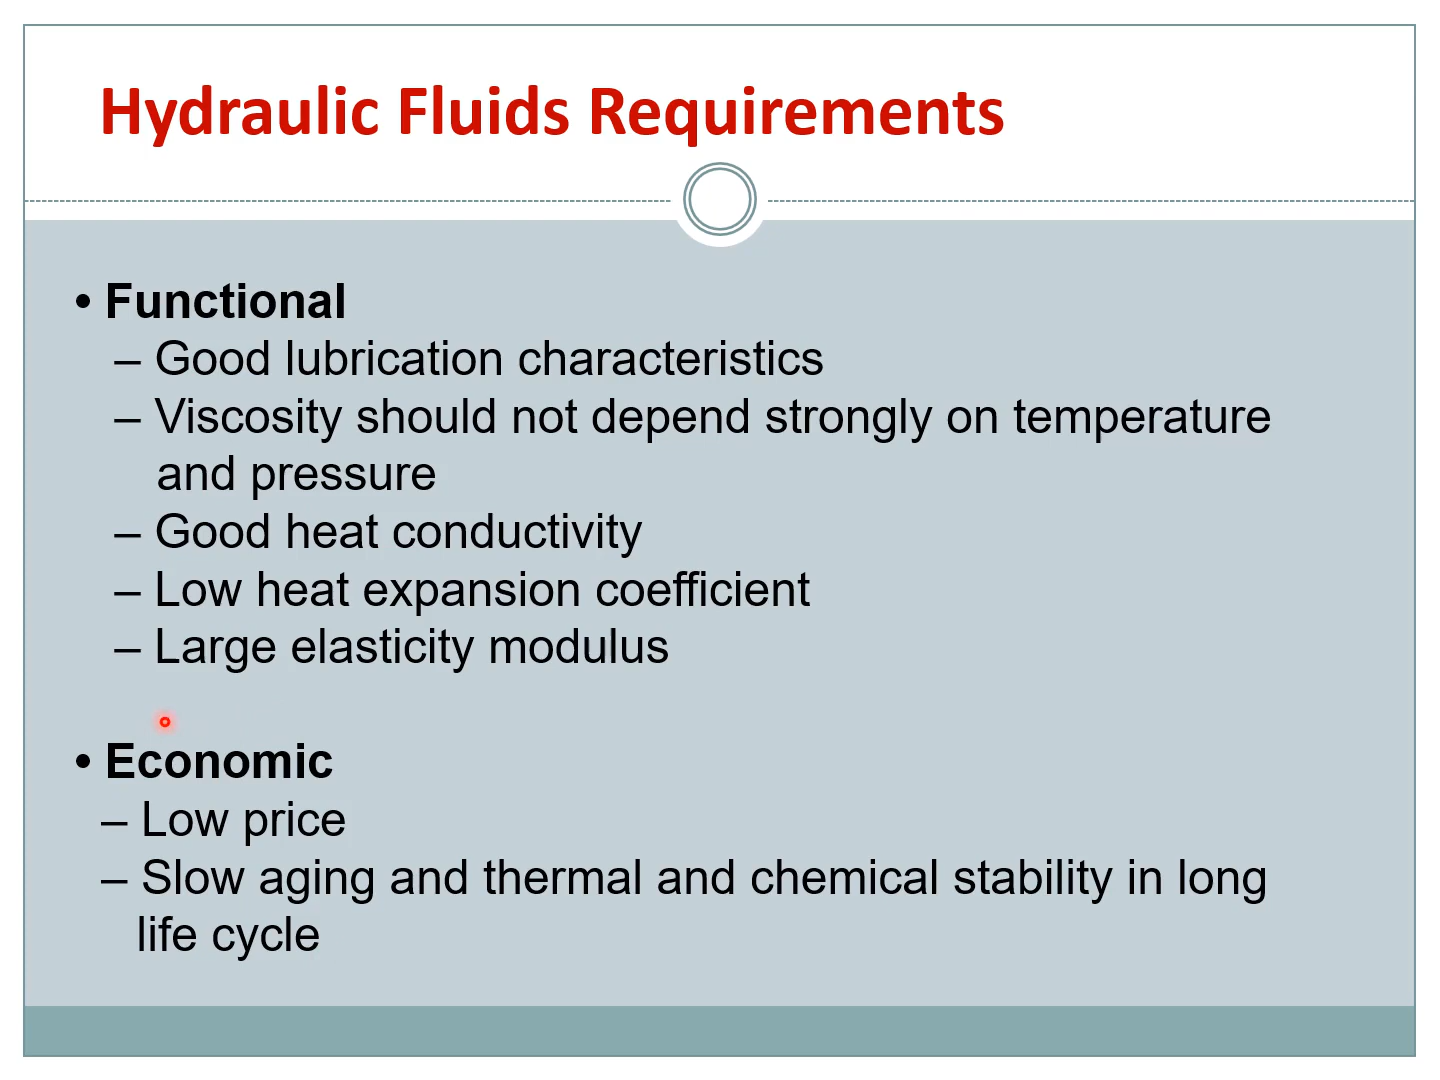 Hydraulic Fluids Requirements
• Functional
– Good lubrication characteristics
– Viscosity should not depend strongly on temperature
and pressure
– Good heat conductivity
– Low heat expansion coefficient
– Large elasticity modulus
• Economic
– Low price
– Slow aging and thermal and chemical stability in long
life cycle